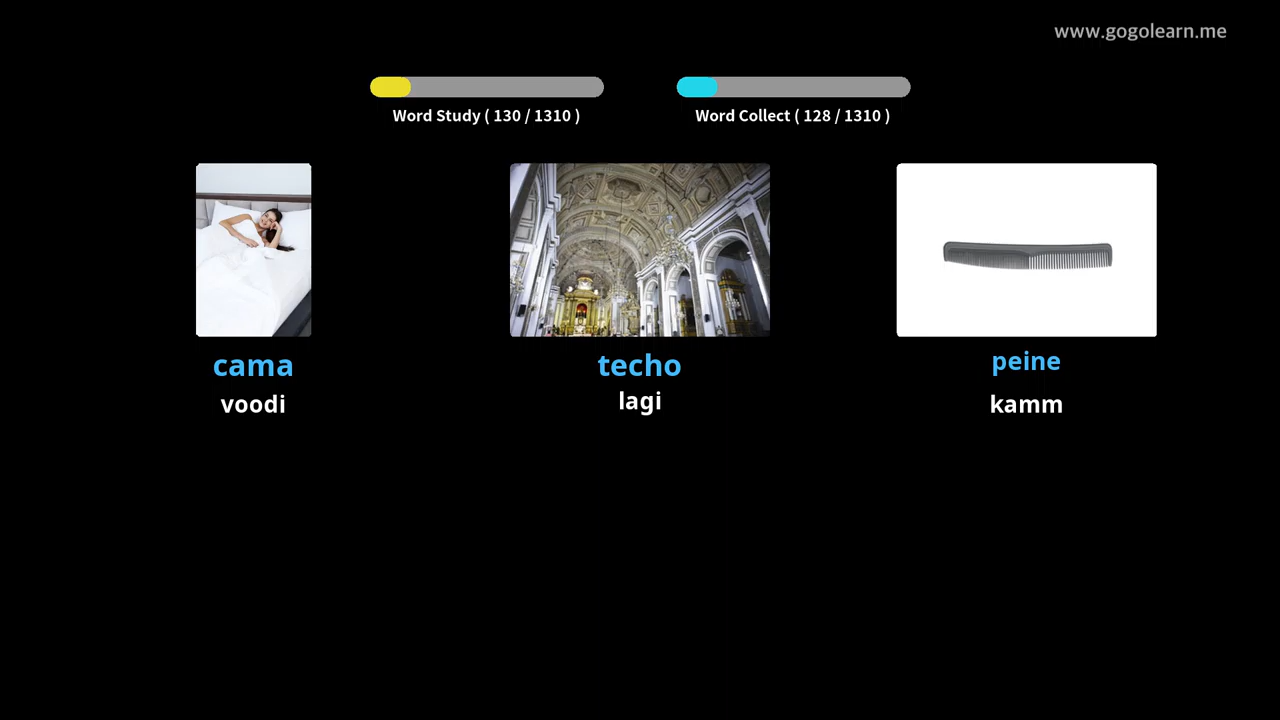 www.gogolearn.me
Word Study ( 130 / 1310 )
Word Collect ( 128 / 1310 )
cama
voodi
techo
lagi
peine
kamm